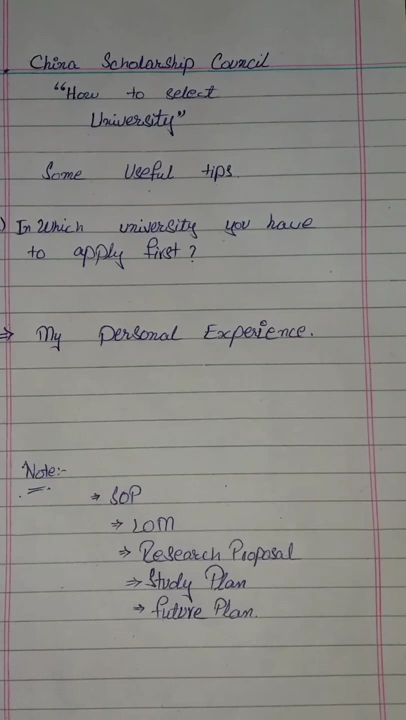 China Scholarship Council
"How to select
University"
Some Useful tips.
) In Which university you have
to apply first?
⇒ My Personal Experience.
Note:-
→ SOP
⇒ LOM
⇒ Research Proposal
⇒ Study Plan
→ future Plan.